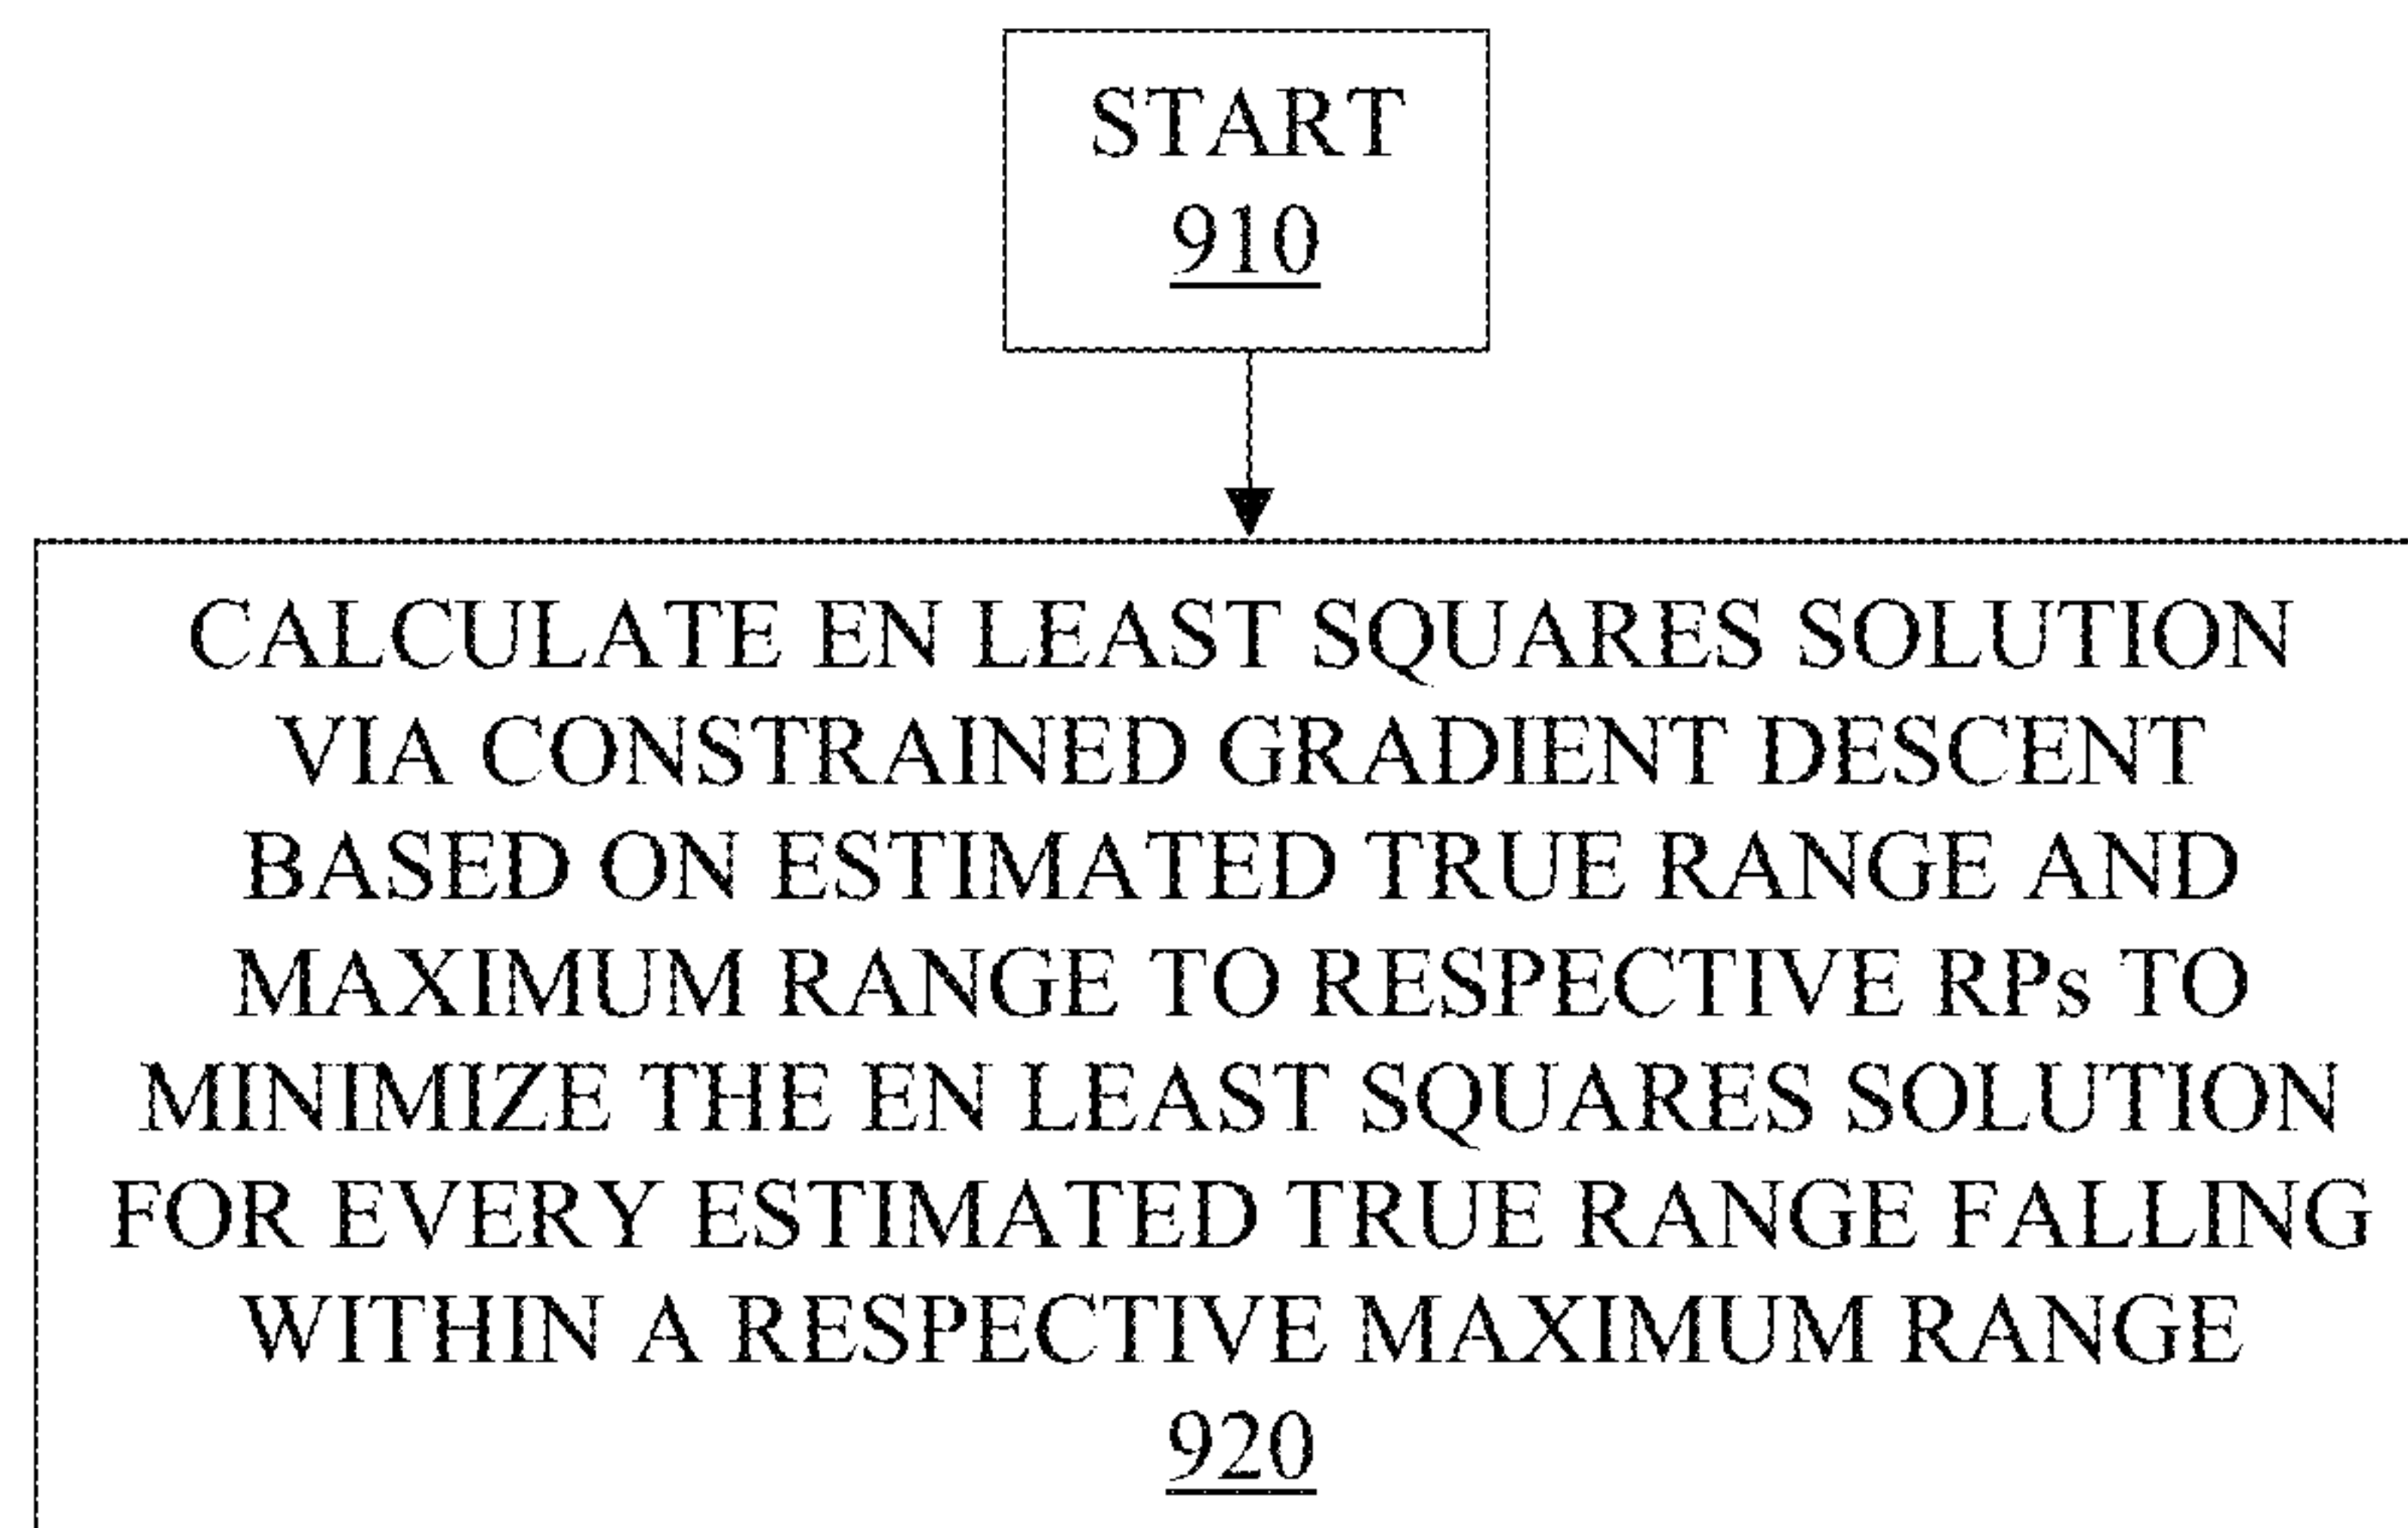 START
910
CALCULATE EN LEAST SQUARES SOLUTION
VIA CONSTRAINED GRADIENT DESCENT
BASED ON ESTIMATED TRUE RANGE AND
MAXIMUM RANGE TO RESPECTIVE RPs TO
MINIMIZE THE EN LEAST SQUARES SOLUTION
FOR EVERY ESTIMATED TRUE RANGE FALLING
WITHIN A RESPECTIVE MAXIMUM RANGE
920